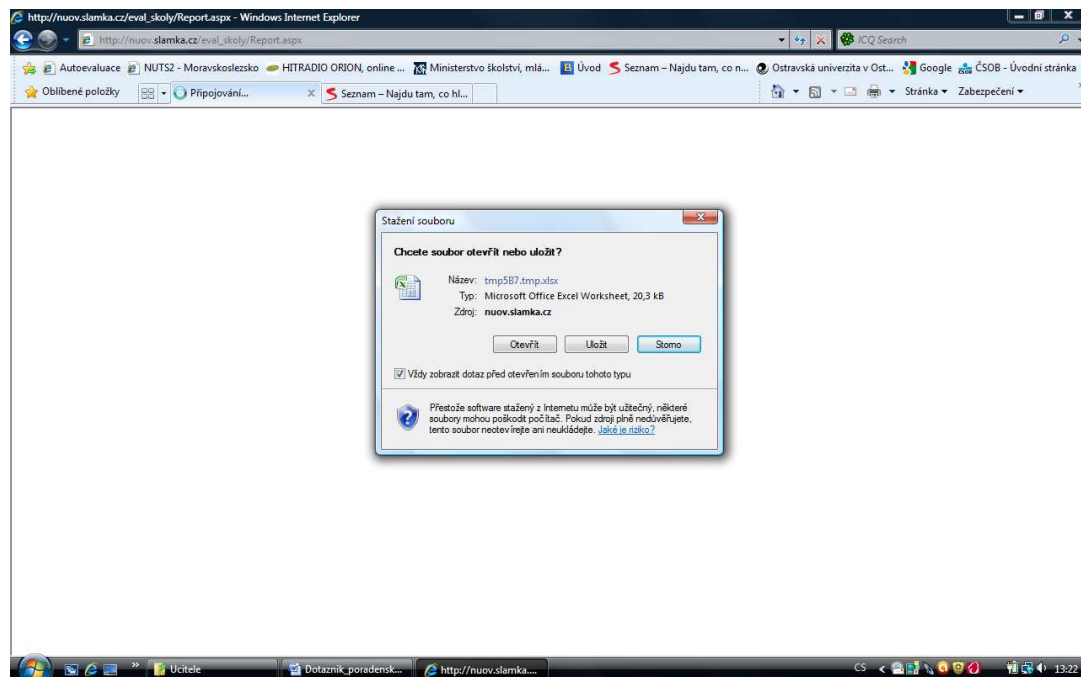 http://nuov.slamka.cz/eval_skoly/Report.aspx - Windows Internet Explorer
http://nuov.slamka.cz/eval_skoly/Report.aspx
ICQ Search
Autoevaluace NUTS2 - Moravskoslezsko HITRADIO ORION, online ... Ministerstvo školství, mlá... Úvod Seznam – Najdu tam, co n... Ostravská univerzita v Ost... Google ČSOB - Úvodní stránka
Oblíbené položky Připojování... Seznam – Najdu tam, co hl... Stránka Zabezpečení
Stažení souboru
Chcete soubor otevřít nebo uložit?
Název: tmp5B7.tmp.xlsx
Typ: Microsoft Office Excel Worksheet, 20,3 kB
Zdroj: nuov.slamka.cz
Otevřít Uložit Storno
Vždy zobrazit dotaz před otevřením souboru tohoto typu
Přestože software stažený z Internetu může být užitečný, některé
soubory mohou poškodit počítač. Pokud zdroji plně nedůvěřujete,
tento soubor neotevírejte ani neukládejte. Jaké je riziko?
Ucitele Dotaznik_poradensk... http://nuov.slamka.... CS 13:22